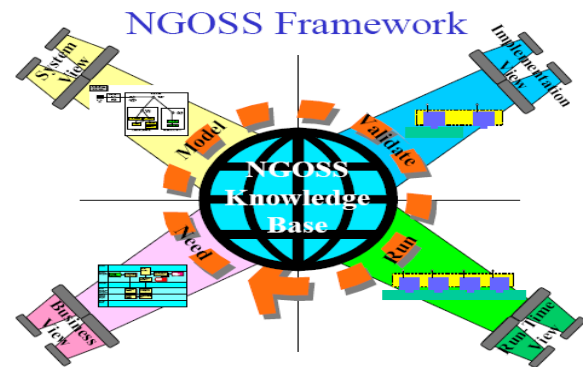 NGOSS Framework
System
View
Implementation
View
Model
Validate
NGOSS
Knowledge
Base
Need
Run
Business
View
Run-Time
View